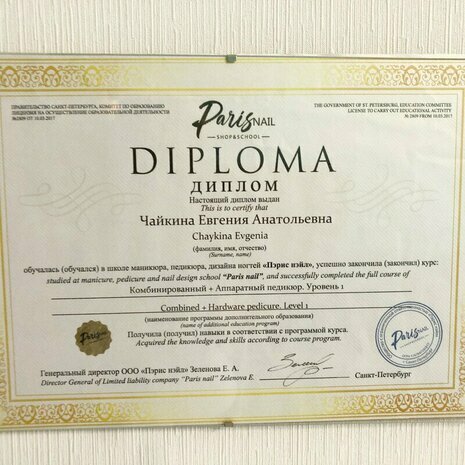 ПРАВИТЕЛЬСТВО САНКТ-ПЕТЕРБУРГА, КОМИТЕТ ПО ОБРАЗОВАНИЮ
ЛИЦЕНЗИЯ НА ОСУЩЕСТВЛЕНИЕ ОБРАЗОВАТЕЛЬНОЙ ДЕЯТЕЛЬНОСТИ
№2609 ОТ 10.03.2017
THE GOVERNMENT OF ST. PETERSBURG, EDUCATION COMMITTEE
LICENSE TO CARRY OUT EDUCATIONAL ACTIVITY
№ 2609 FROM 10.03.2017
Paris NAIL
SHOP&SCHOOL
DIPLOMA
ДИПЛОМ
Настоящий диплом выдан
This is to certify that
Чайкина Евгения Анатольевна
Chaykina Evgenia
(фамилия, имя, отчество)
(Surname, name)
обучалась (обучался) в школе маникюра, педикюра, дизайна ногтей «Пэрис нэйл», успешно закончила (закончил) курс:
studied at manicure, pedicure and nail design school "Paris nail", and successfully completed the full course of
Комбинированный + Аппаратный педикюр. Уровень 1
Combined + Hardware pedicure. Level 1
(наименование программы дополнительного образования)
(name of additional education program)
Получила (получил) навыки в соответствии с программой курса.
Acquired the knowledge and skills according to course program.
Paris
Paris NAIL
Генеральный директор ООО «Пэрис нэйл» Зеленова Е. А.
Director General of Limited liability company "Paris nail" Zelenova E.
Санкт-Петербург